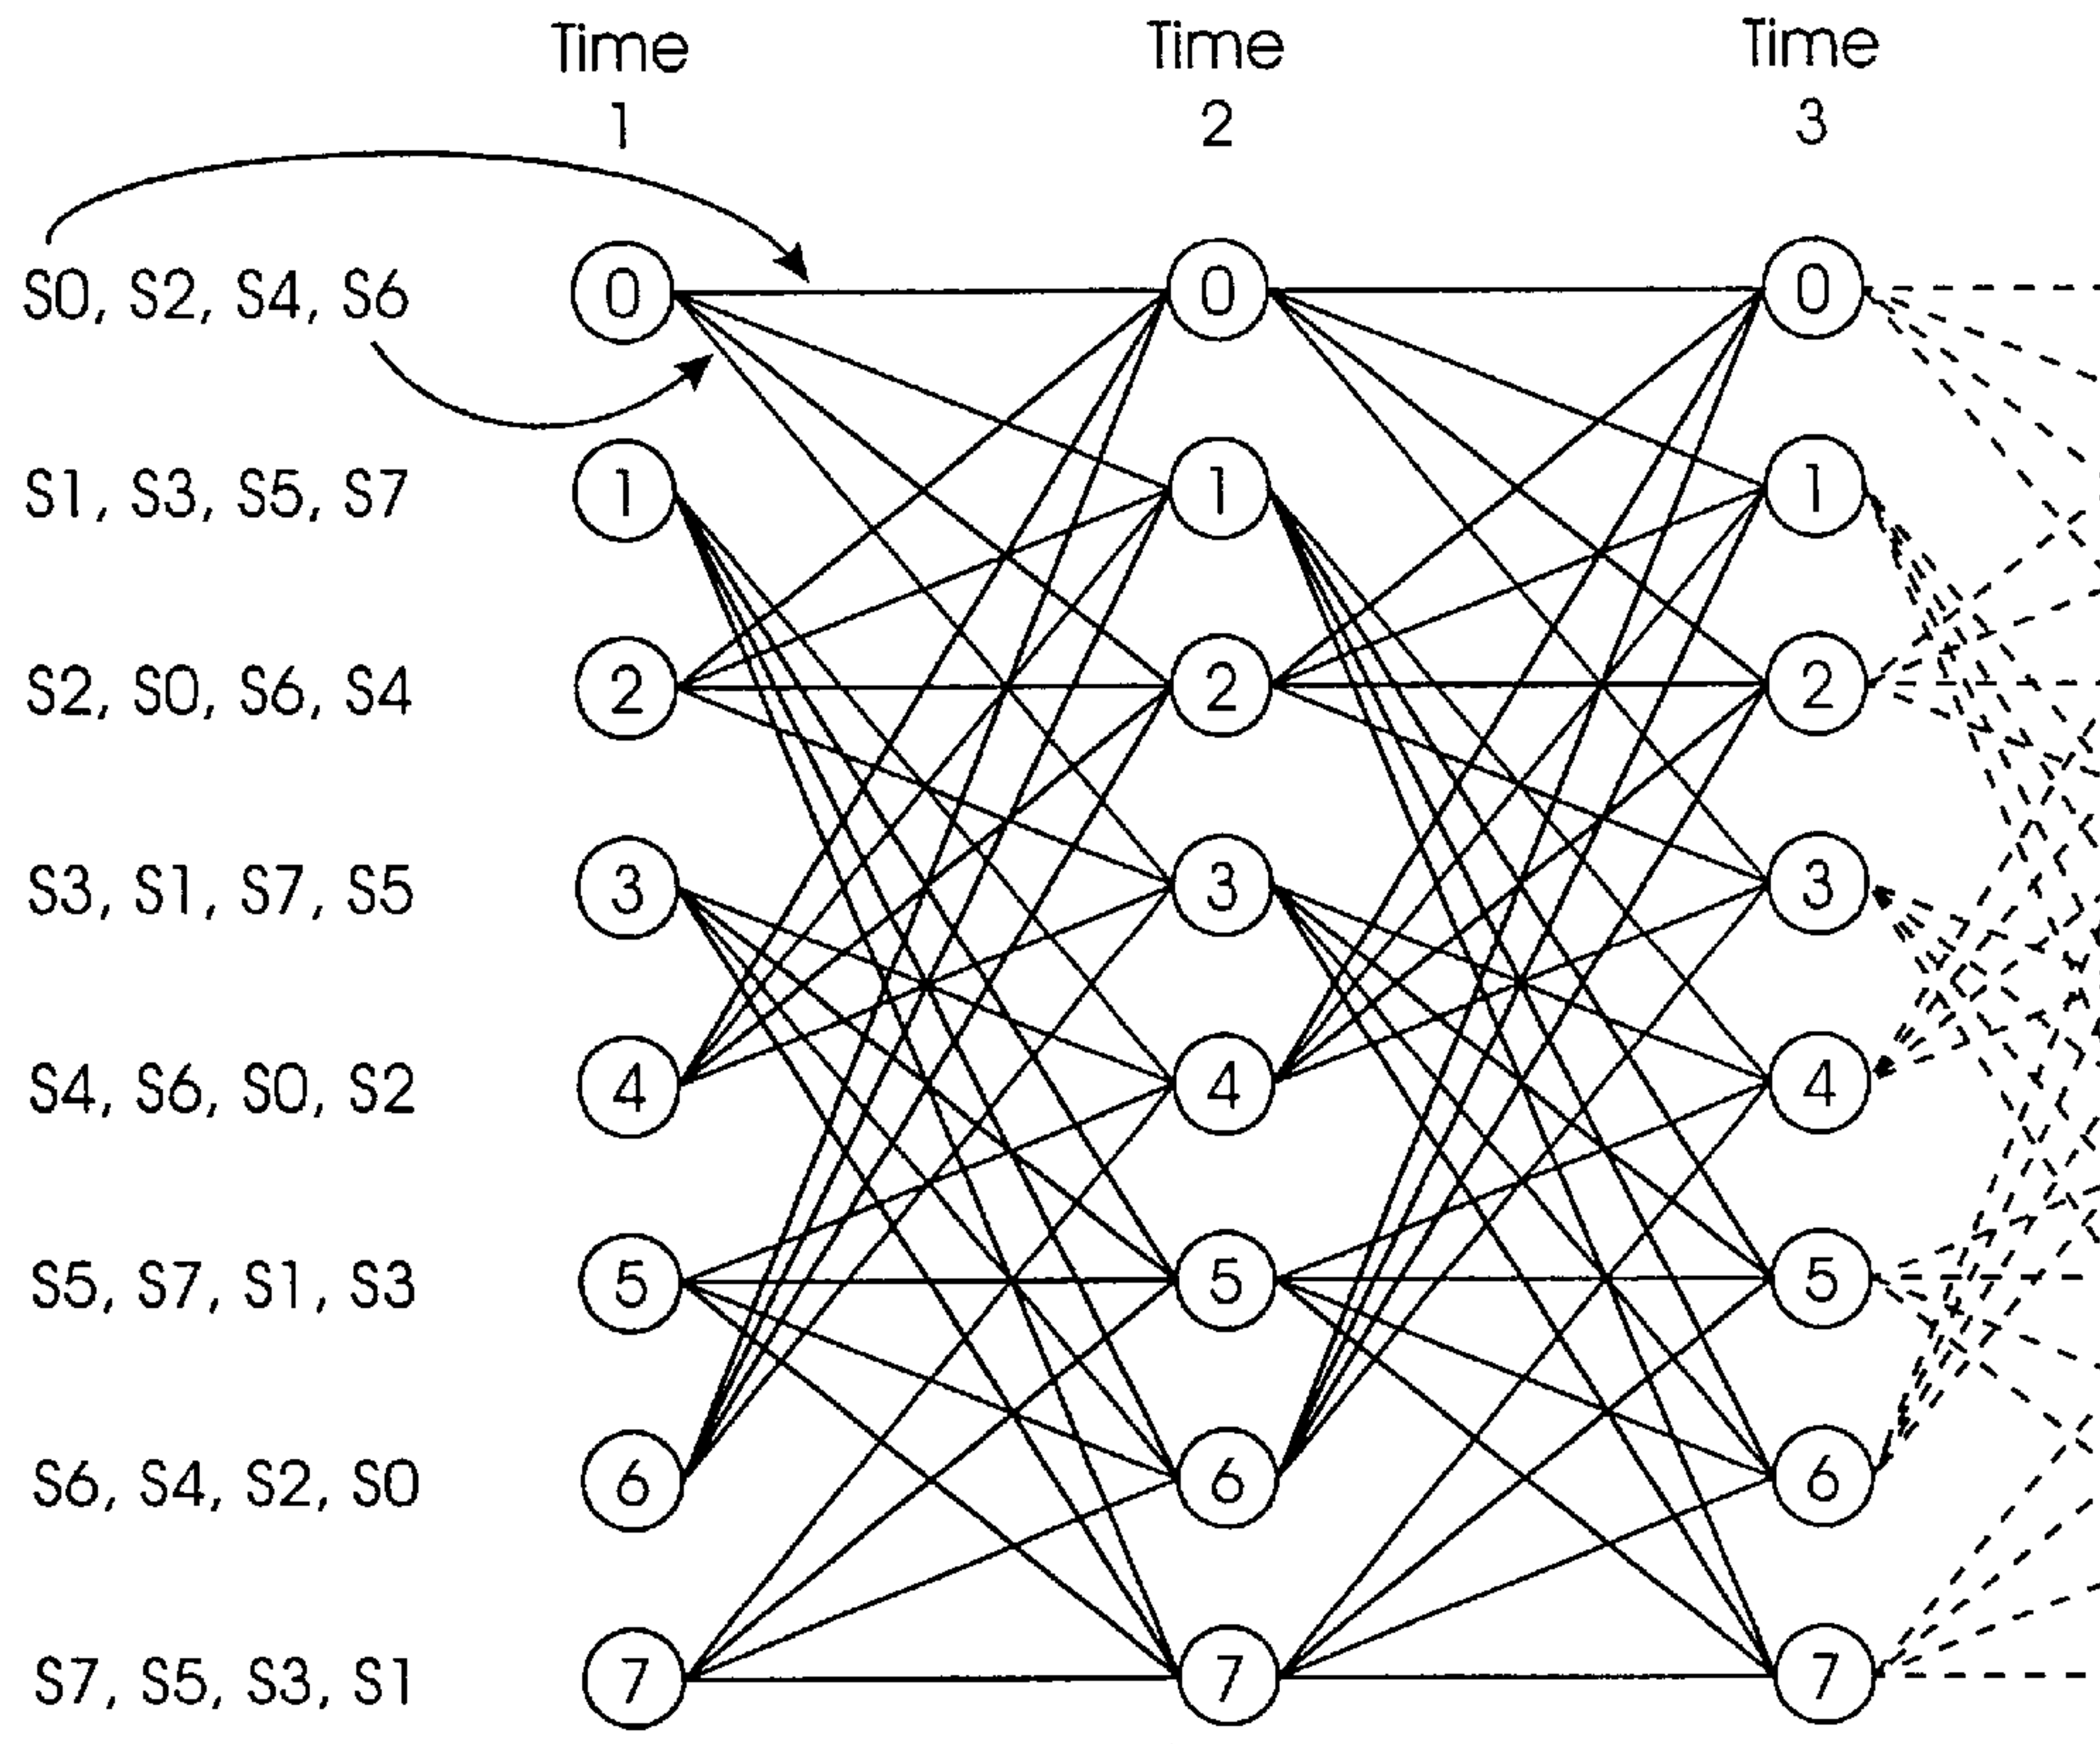 Time Time Time
1 2 3
S0, S2, S4, S6 0 0 0
S1, S3, S5, S7 1 1 1
S2, S0, S6, S4 2 2 2
S3, S1, S7, S5 3 3 3
S4, S6, S0, S2 4 4 4
S5, S7, S1, S3 5 5 5
S6, S4, S2, S0 6 6 6
S7, S5, S3, S1 7 7 7